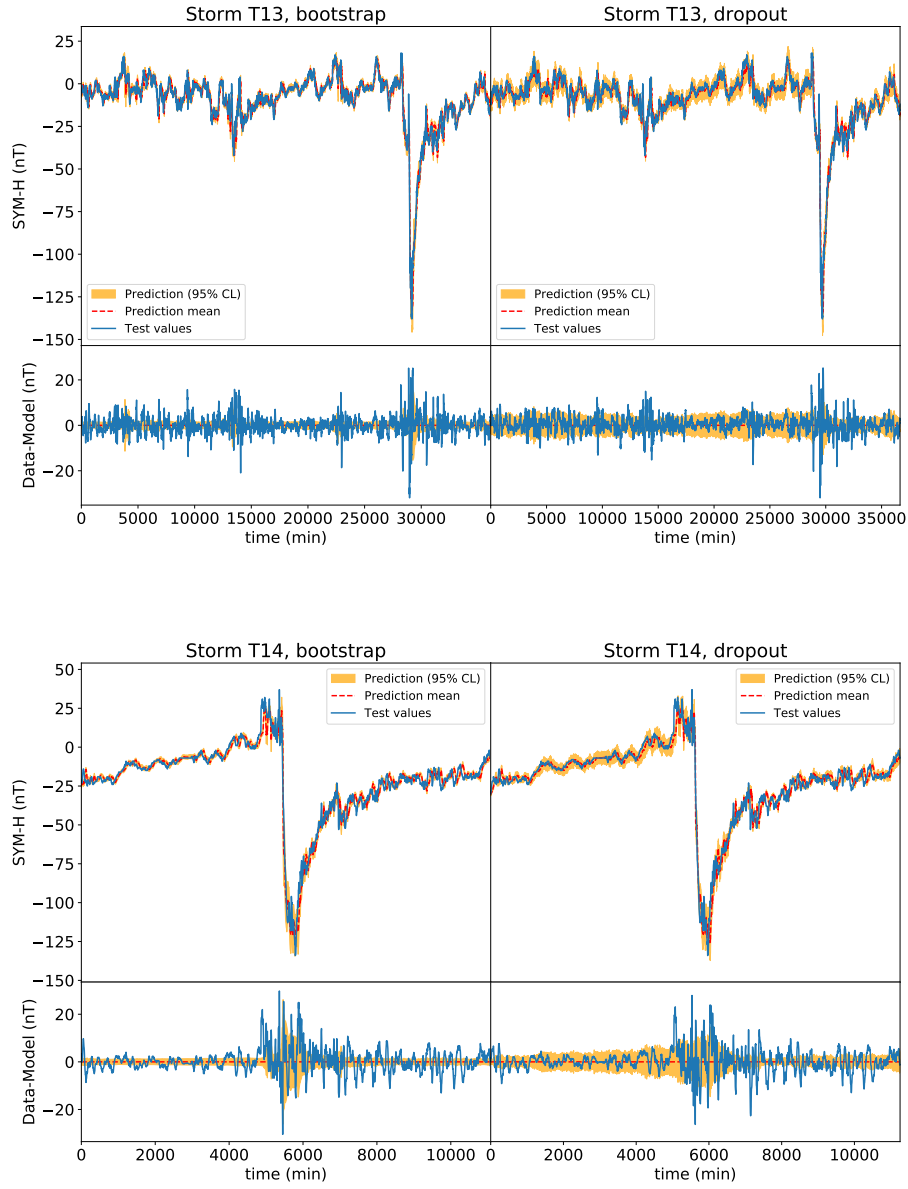 Storm T13, bootstrap
Storm T13, dropout
25
0
−25
−50
−75
−100
−125
−150
SYM-H (nT)
Prediction (95% CL)
Prediction mean
Test values
Prediction (95% CL)
Prediction mean
Test values
20
0
−20
Data-Model (nT)
0 5000 10000 15000 20000 25000 30000
0 5000 10000 15000 20000 25000 30000 35000
time (min)
time (min)
Storm T14, bootstrap
Storm T14, dropout
50
25
0
−25
−50
−75
−100
−125
−150
SYM-H (nT)
Prediction (95% CL)
Prediction mean
Test values
Prediction (95% CL)
Prediction mean
Test values
20
0
−20
Data-Model (nT)
0 2000 4000 6000 8000 10000
0 2000 4000 6000 8000 10000
time (min)
time (min)